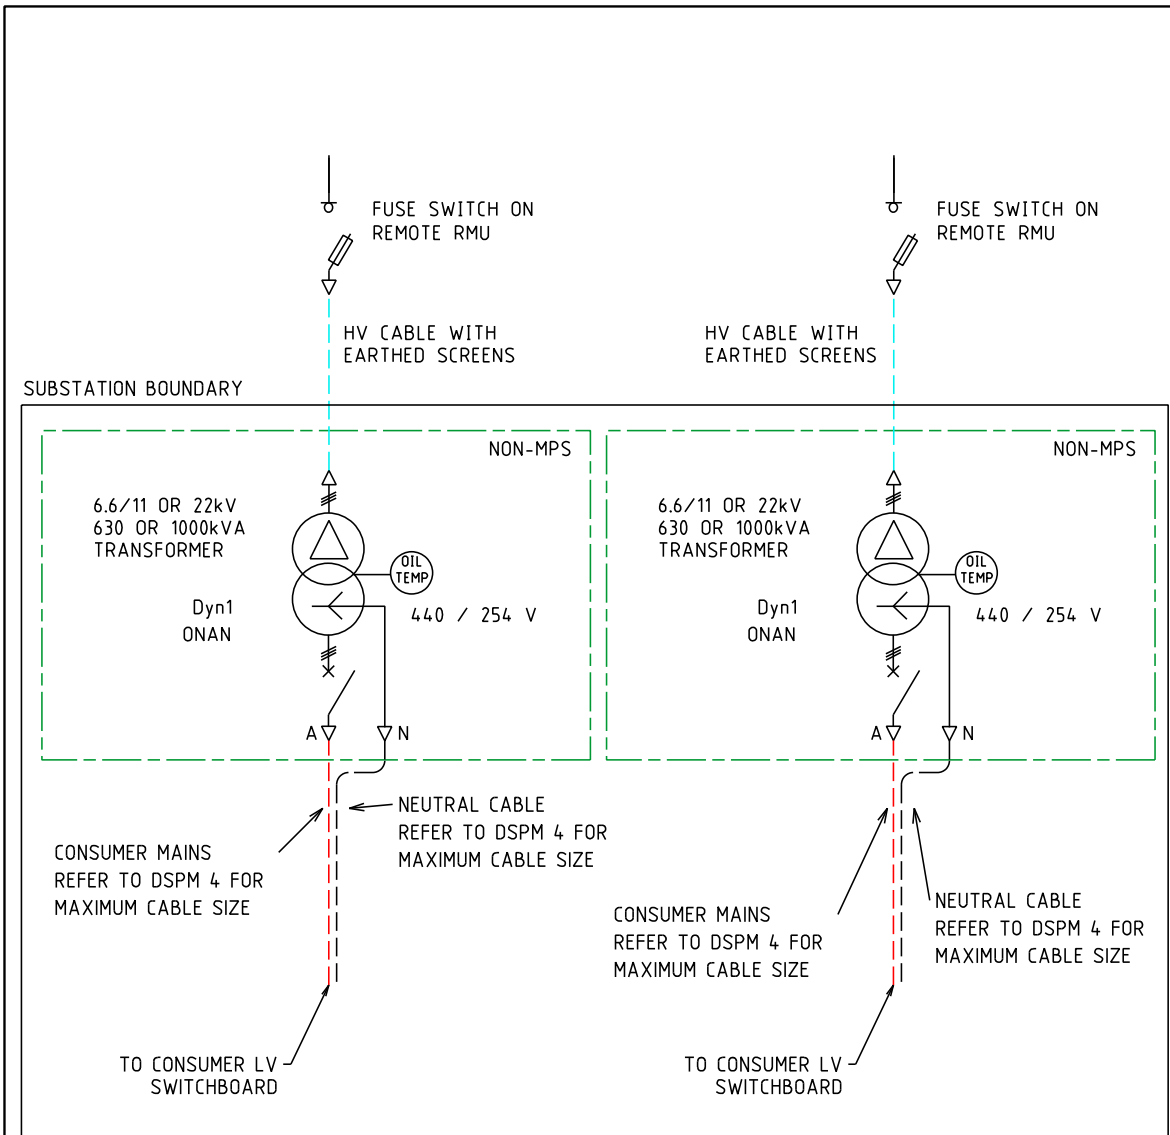 FUSE SWITCH ON
REMOTE RMU
FUSE SWITCH ON
REMOTE RMU
HV CABLE WITH
EARTHED SCREENS
HV CABLE WITH
EARTHED SCREENS
SUBSTATION BOUNDARY
NON-MPS
6.6/11 OR 22kV
630 OR 1000kVA
TRANSFORMER
OIL
TEMP
Dyn1
ONAN
440 / 254 V
A
N
NON-MPS
6.6/11 OR 22kV
630 OR 1000kVA
TRANSFORMER
OIL
TEMP
Dyn1
ONAN
440 / 254 V
A
N
NEUTRAL CABLE
REFER TO DSPM 4 FOR
MAXIMUM CABLE SIZE
CONSUMER MAINS
REFER TO DSPM 4 FOR
MAXIMUM CABLE SIZE
CONSUMER MAINS
REFER TO DSPM 4 FOR
MAXIMUM CABLE SIZE
NEUTRAL CABLE
REFER TO DSPM 4 FOR
MAXIMUM CABLE SIZE
TO CONSUMER LV
SWITCHBOARD
TO CONSUMER LV
SWITCHBOARD